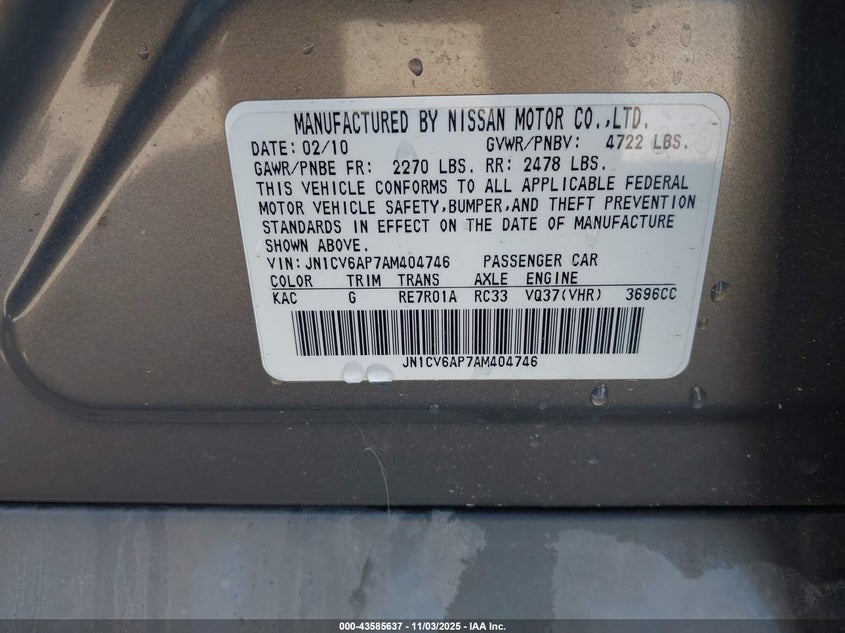 MANUFACTURED BY NISSAN MOTOR CO.,LTD.
DATE: 02/10 GVWR/PNBV: 4722 LBS.
GAWR/PNBE FR: 2270 LBS. RR: 2478 LBS.
THIS VEHICLE CONFORMS TO ALL APPLICABLE FEDERAL
MOTOR VEHICLE SAFETY,BUMPER,AND THEFT PREVENTION
STANDARDS IN EFFECT ON THE DATE OF MANUFACTURE
SHOWN ABOVE.
VIN: JN1CV6AP7AM404746 PASSENGER CAR
COLOR TRIM TRANS AXLE ENGINE
KAC G RE7R01A RC33 VQ37(VHR) 3696CC
JN1CV6AP7AM404746
000-43585637 - 11/03/2025 - IAA Inc.